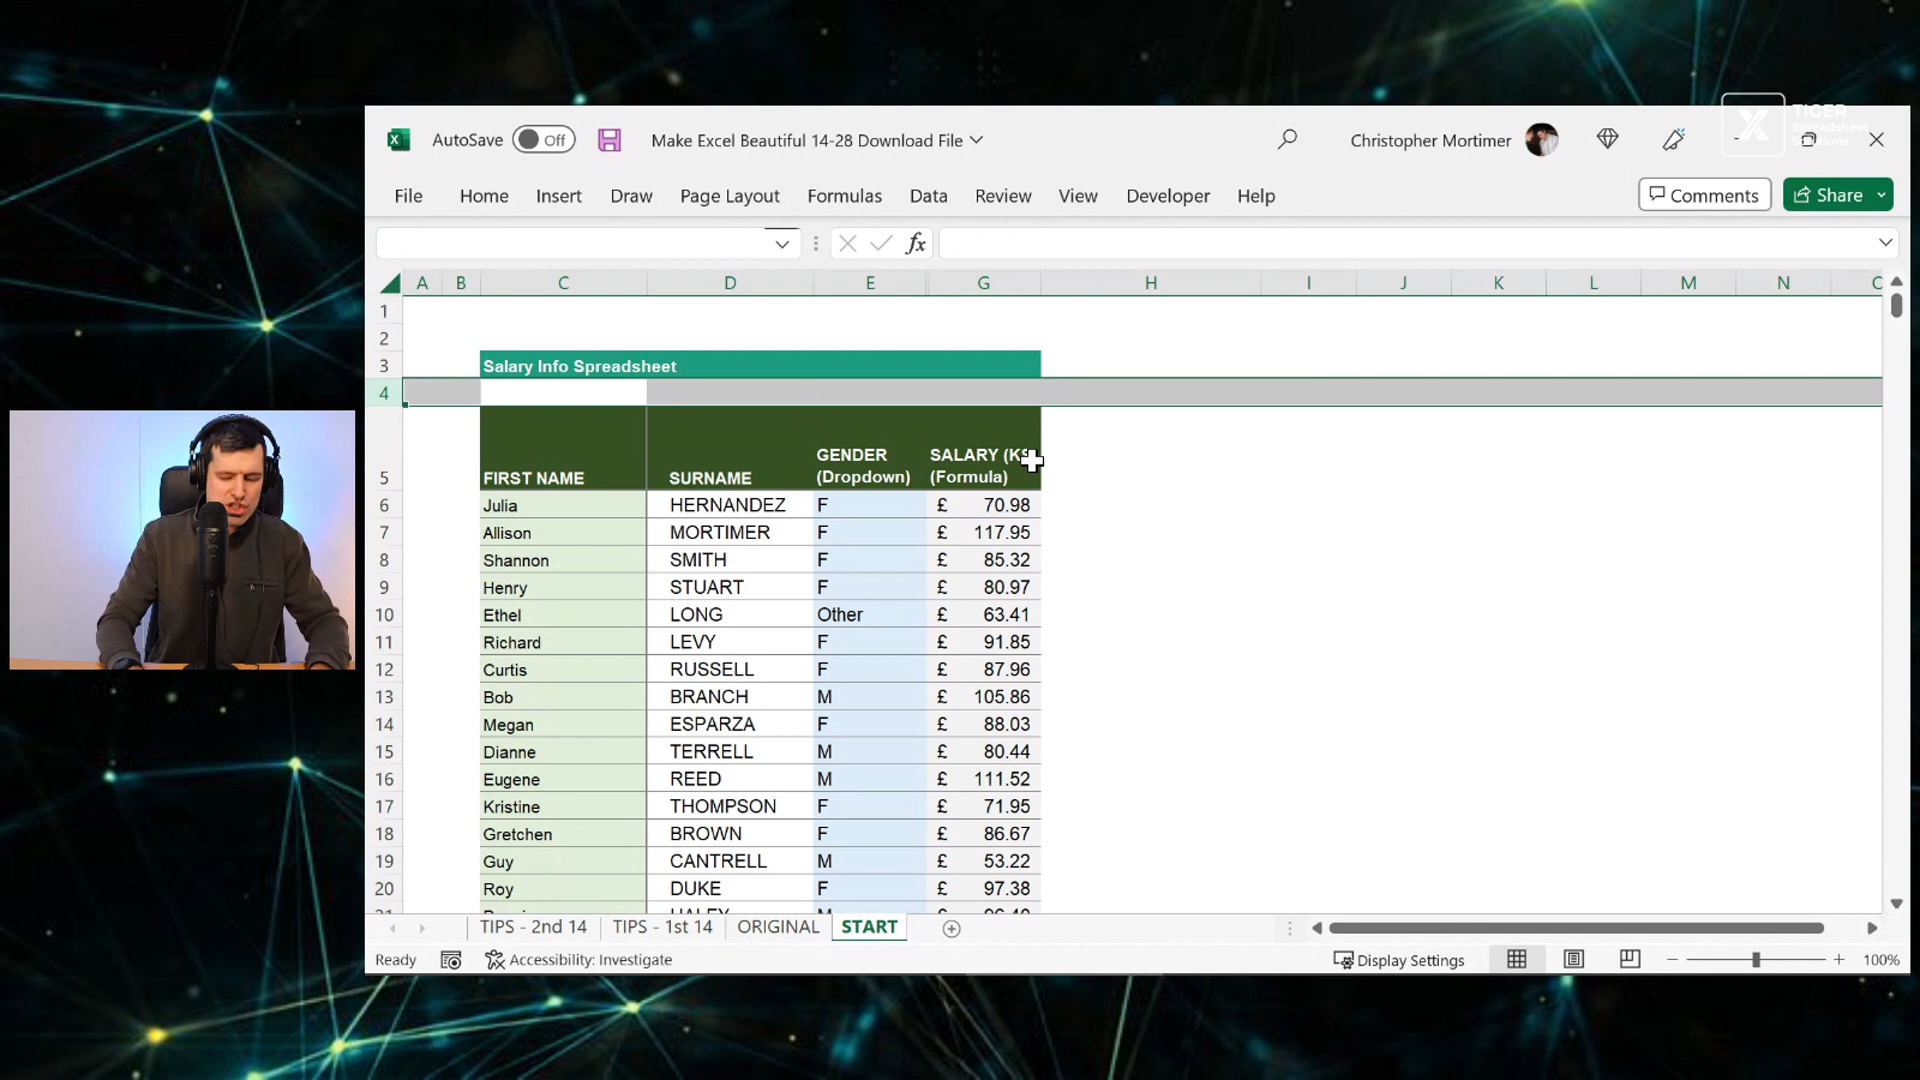 TIGER
Spreadsheet
Solutions
AutoSave Off Make Excel Beautiful 14-28 Download File Christopher Mortimer
File Home Insert Draw Page Layout Formulas Data Review View Developer Help Comments Share
fx
A B C D E G H I J K L M N
1
2
3 Salary Info Spreadsheet
4
5 FIRST NAME SURNAME GENDER (Dropdown) SALARY (Formula)
6 Julia HERNANDEZ F £ 70.98
7 Allison MORTIMER F £ 117.95
8 Shannon SMITH F £ 85.32
9 Henry STUART F £ 80.97
10 Ethel LONG Other £ 63.41
11 Richard LEVY F £ 91.85
12 Curtis RUSSELL F £ 87.96
13 Bob BRANCH M £ 105.86
14 Megan ESPARZA F £ 88.03
15 Dianne TERRELL M £ 80.44
16 Eugene REED M £ 111.52
17 Kristine THOMPSON F £ 71.95
18 Gretchen BROWN F £ 86.67
19 Guy CANTRELL M £ 53.22
20 Roy DUKE F £ 97.38
TIPS - 2nd 14 TIPS - 1st 14 ORIGINAL START
Ready Accessibility: Investigate Display Settings 100%